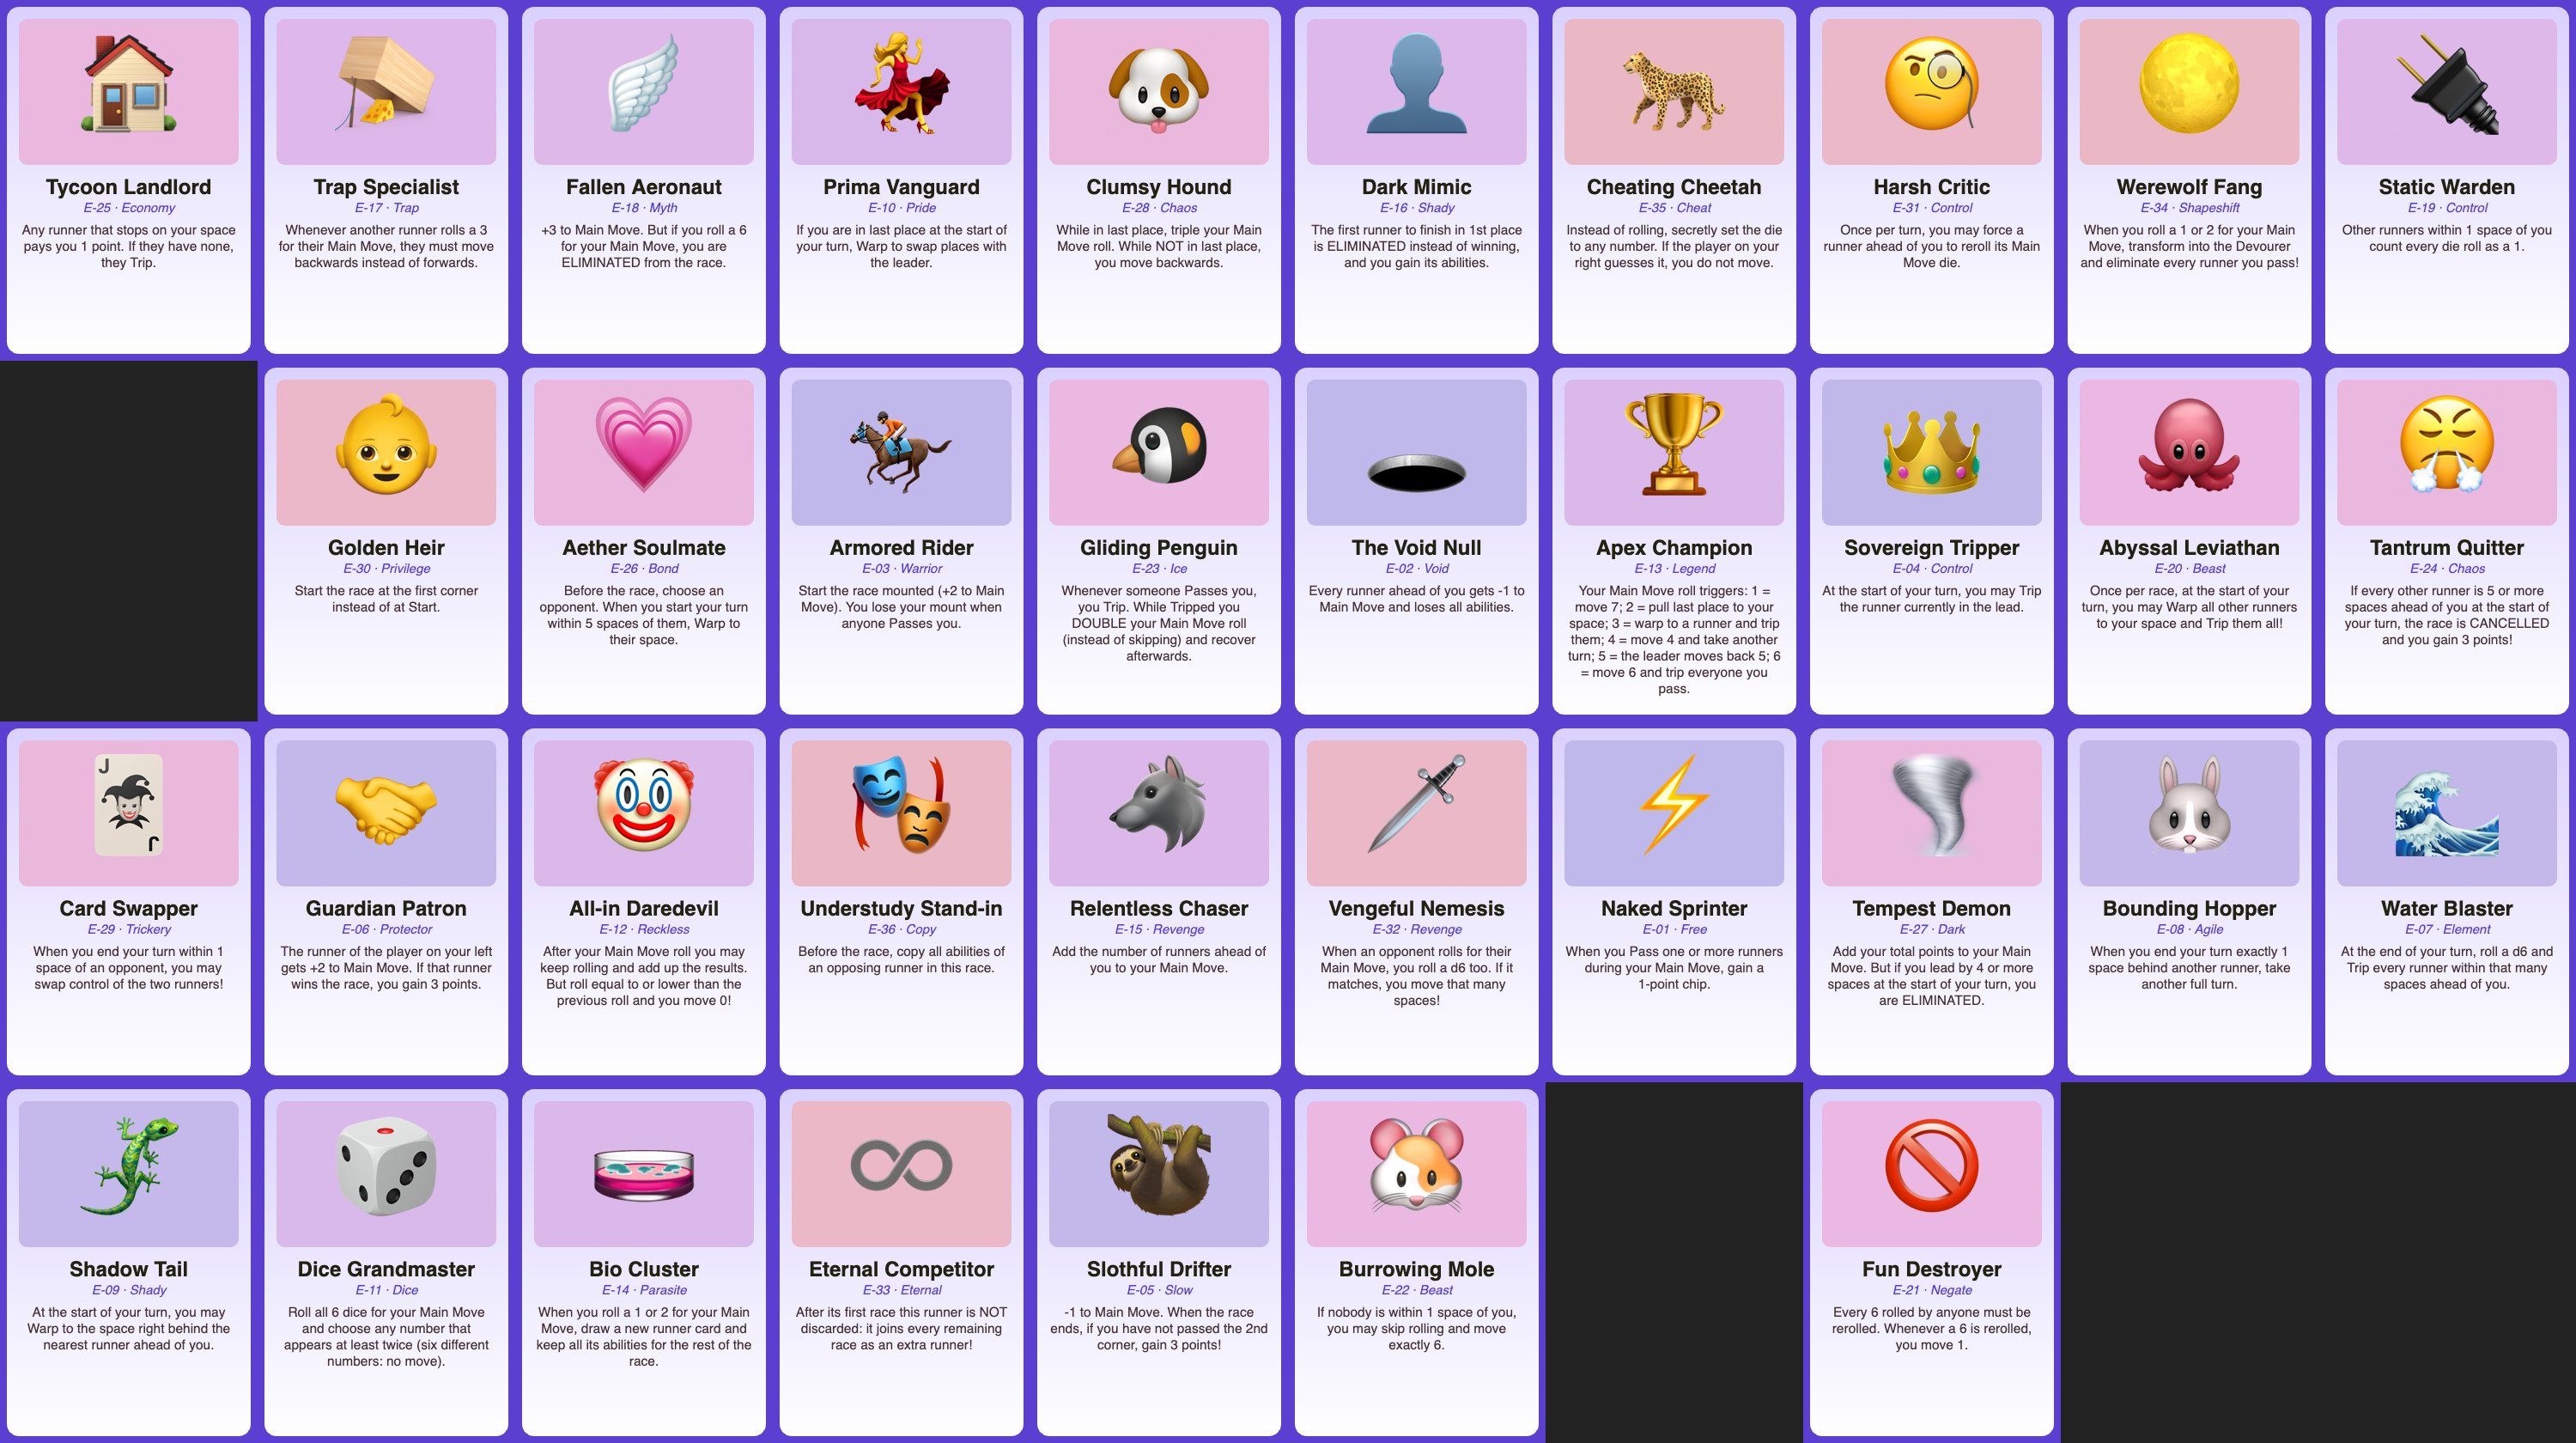 Tycoon Landlord
E-25 · Economy
Any runner that stops on your space
pays you 1 point. If they have none,
they Trip.
Trap Specialist
E-17 · Trap
Whenever another runner rolls a 3
for their Main Move, they must move
backwards instead of forwards.
Fallen Aeronaut
E-18 · Myth
+3 to Main Move. But if you roll a 6
for your Main Move, you are
ELIMINATED from the race.
Prima Vanguard
E-10 · Pride
If you are in last place at the start of
your turn, Warp to swap places with
the leader.
Clumsy Hound
E-28 · Chaos
While in last place, triple your Main
Move roll. While NOT in last place,
you move backwards.
Dark Mimic
E-16 · Shady
The first runner to finish in 1st place
is ELIMINATED instead of winning,
and you gain its abilities.
Cheating Cheetah
E-35 · Cheat
Instead of rolling, secretly set the die
to any number. If the player on your
right guesses it, you do not move.
Harsh Critic
E-31 · Control
Once per turn, you may force a
runner ahead of you to reroll its Main
Move die.
Werewolf Fang
E-34 · Shapeshift
When you roll a 1 or 2 for your Main
Move, transform into the Devourer
and eliminate every runner you pass!
Static Warden
E-19 · Control
Other runners within 1 space of you
count every die roll as a 1.
Golden Heir
E-30 · Privilege
Start the race at the first corner
instead of at Start.
Aether Soulmate
E-26 · Bond
Before the race, choose an
opponent. When you start your turn
within 5 spaces of them, Warp to
their space.
Armored Rider
E-03 · Warrior
Start the race mounted (+2 to Main
Move). You lose your mount when
anyone Passes you.
Gliding Penguin
E-23 · Ice
Whenever someone Passes you,
you Trip. While Tripped you
DOUBLE your Main Move roll
(instead of skipping) and recover
afterwards.
The Void Null
E-02 · Void
Every runner ahead of you gets -1 to
Main Move and loses all abilities.
Apex Champion
E-13 · Legend
Your Main Move roll triggers: 1 =
move 7; 2 = pull last place to your
space; 3 = warp to a runner and trip
them; 4 = move 4 and take another
turn; 5 = the leader moves back 5; 6
= move 6 and trip everyone you
pass.
Sovereign Tripper
E-04 · Control
At the start of your turn, you may Trip
the runner currently in the lead.
Abyssal Leviathan
E-20 · Beast
Once per race, at the start of your
turn, you may Warp all other runners
to your space and Trip them all!
Tantrum Quitter
E-24 · Chaos
If every other runner is 5 or more
spaces ahead of you at the start of
your turn, the race is CANCELLED
and you gain 3 points!
J
J
Card Swapper
E-29 · Trickery
When you end your turn within 1
space of an opponent, you may
swap control of the two runners!
Guardian Patron
E-06 · Protector
The runner of the player on your left
gets +2 to Main Move. If that runner
wins the race, you gain 3 points.
All-in Daredevil
E-12 · Reckless
After your Main Move roll you may
keep rolling and add up the results.
But roll equal to or lower than the
previous roll and you move 0!
Understudy Stand-in
E-36 · Copy
Before the race, copy all abilities of
an opposing runner in this race.
Relentless Chaser
E-15 · Revenge
Add the number of runners ahead of
you to your Main Move.
Vengeful Nemesis
E-32 · Revenge
When an opponent rolls for their
Main Move, you roll a d6 too. If it
matches, you move that many
spaces!
Naked Sprinter
E-01 · Free
When you Pass one or more runners
during your Main Move, gain a
1-point chip.
Tempest Demon
E-27 · Dark
Add your total points to your Main
Move. But if you lead by 4 or more
spaces at the start of your turn, you
are ELIMINATED.
Bounding Hopper
E-08 · Agile
When you end your turn exactly 1
space behind another runner, take
another full turn.
Water Blaster
E-07 · Element
At the end of your turn, roll a d6 and
Trip every runner within that many
spaces ahead of you.
Shadow Tail
E-09 · Shady
At the start of your turn, you may
Warp to the space right behind the
nearest runner ahead of you.
Dice Grandmaster
E-11 · Dice
Roll all 6 dice for your Main Move
and choose any number that
appears at least twice (six different
numbers: no move).
Bio Cluster
E-14 · Parasite
When you roll a 1 or 2 for your Main
Move, draw a new runner card and
keep all its abilities for the rest of the
race.
Eternal Competitor
E-33 · Eternal
After its first race this runner is NOT
discarded: it joins every remaining
race as an extra runner!
Slothful Drifter
E-05 · Slow
-1 to Main Move. When the race
ends, if you have not passed the 2nd
corner, gain 3 points!
Burrowing Mole
E-22 · Beast
If nobody is within 1 space of you,
you may skip rolling and move
exactly 6.
Fun Destroyer
E-21 · Negate
Every 6 rolled by anyone must be
rerolled. Whenever a 6 is rerolled,
you move 1.